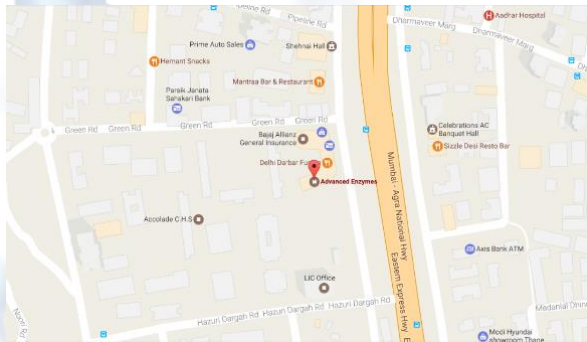 Pipeline Rd
Pipeline Rd
Dharmaveer Marg
Aadhar Hospital
Dharmaveer Marg
Prime Auto Sales
Shehnai Hall
Hemant Snacks
Mantraa Bar & Restaurant
Parsik Janata
Sahakari Bank
Green Rd
Green Rd
Green Rd
Bajaj Allianz
General Insurance
Celebrations AC
Banquet Hall
Sizzle Desi Resto Bar
Delhi Darbar
Advanced Enzymes
Mumbai - Agra National Hwy
Eastern Express Hwy
Accolade C.H.S
Axis Bank ATM
LIC Office
Hazuri Dargah Rd
Hazuri Dargah Rd
Hazuri Dargah Rd
Noori Rd
Modi Hyundai
showroom Thane